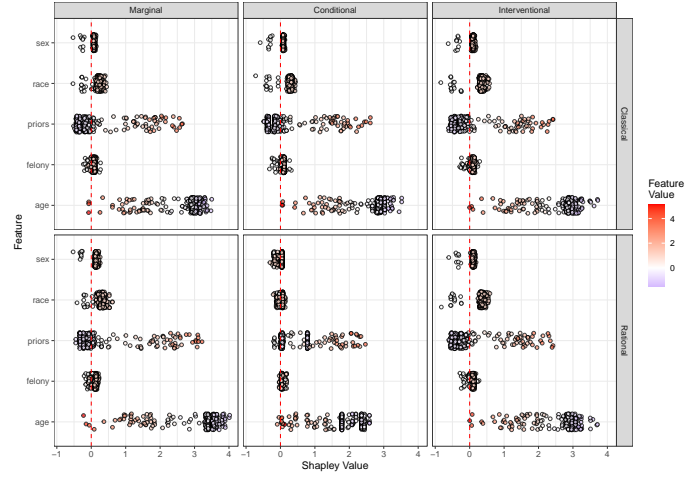 Marginal
Conditional
Interventional
sex
race
priors
felony
age
Classical
sex
race
priors
felony
age
Rational
−1
0
1
2
3
4
−1
0
1
2
3
4
−1
0
1
2
3
4
Shapley Value
Feature
Feature
Value
4
2
0